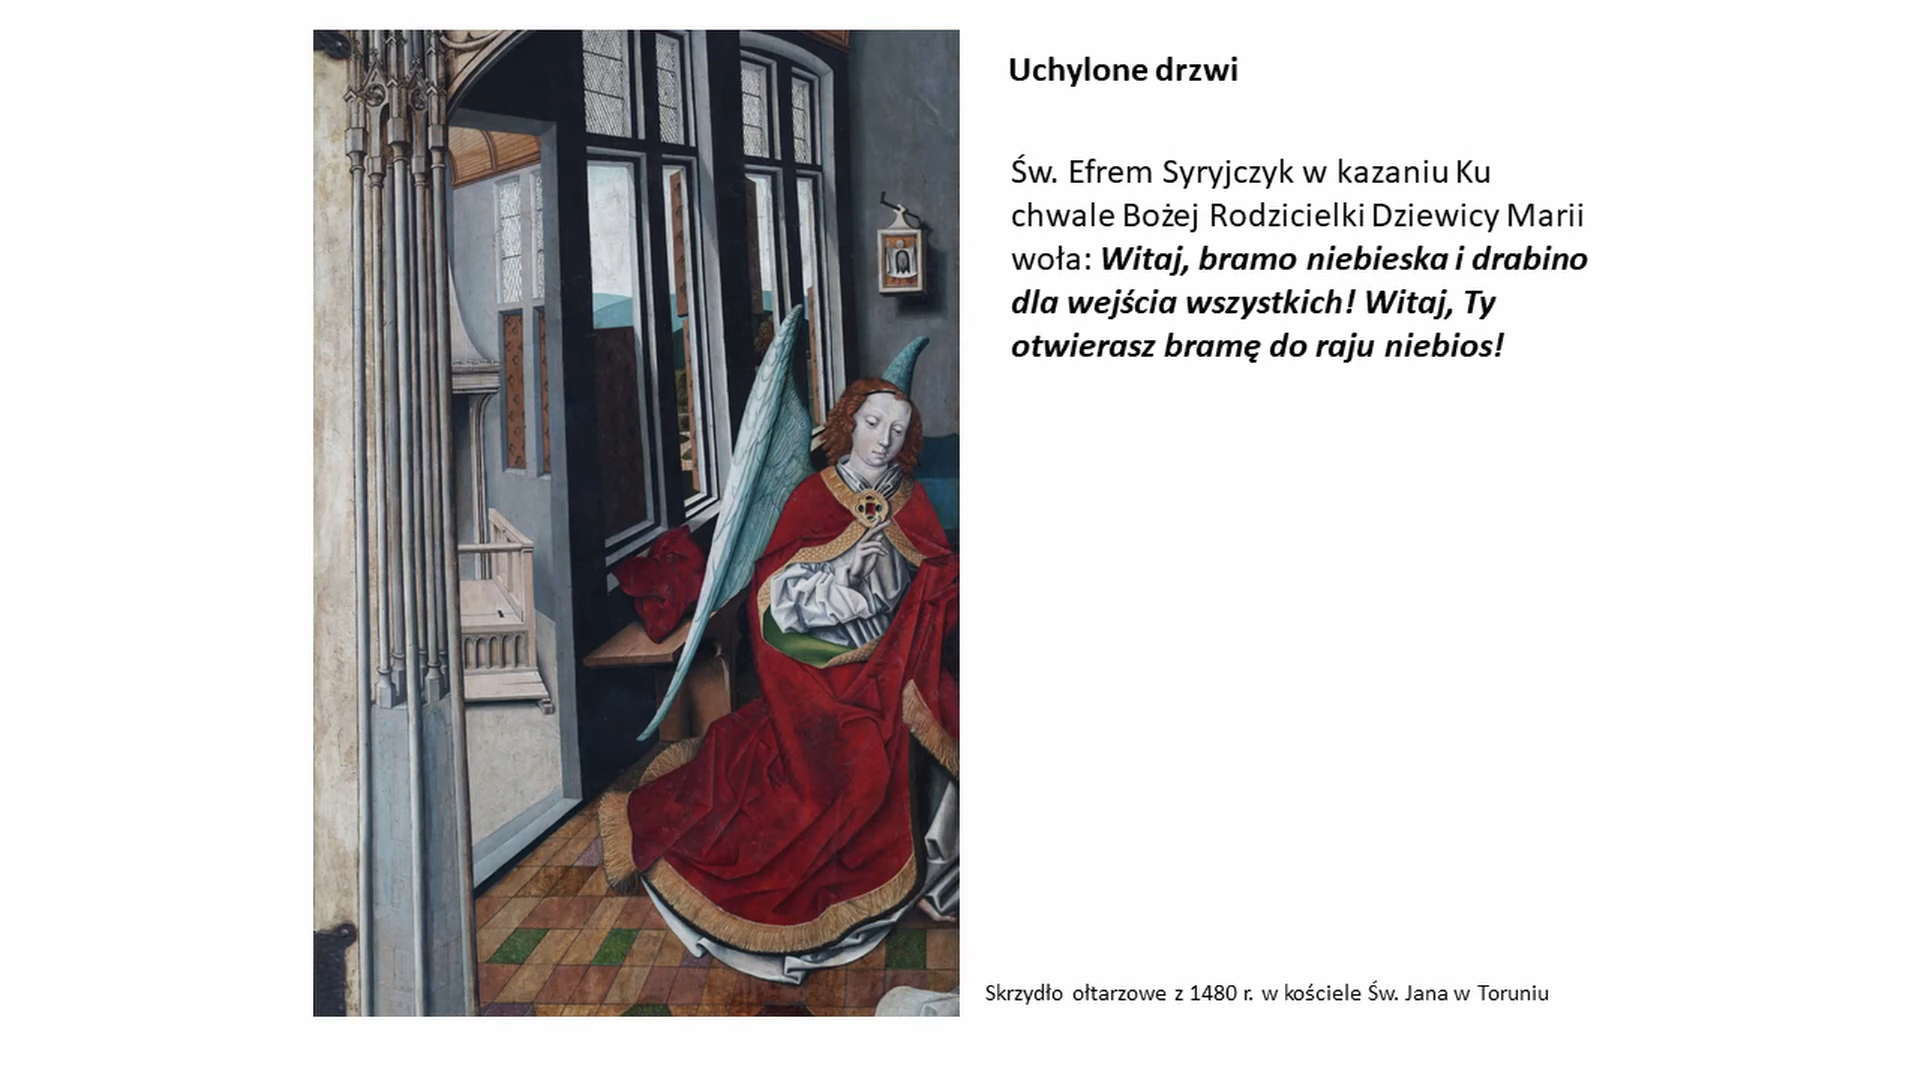 Uchylone drzwi
Św. Efrem Syryjczyk w kazaniu Ku
chwale Bożej Rodzicielki Dziewicy Marii
woła: Witaj, bramo niebieska i drabino
dla wejścia wszystkich! Witaj, Ty
otwierasz bramę do raju niebios!
Skrzydło ołtarzowe z 1480 r. w kościele Św. Jana w Toruniu